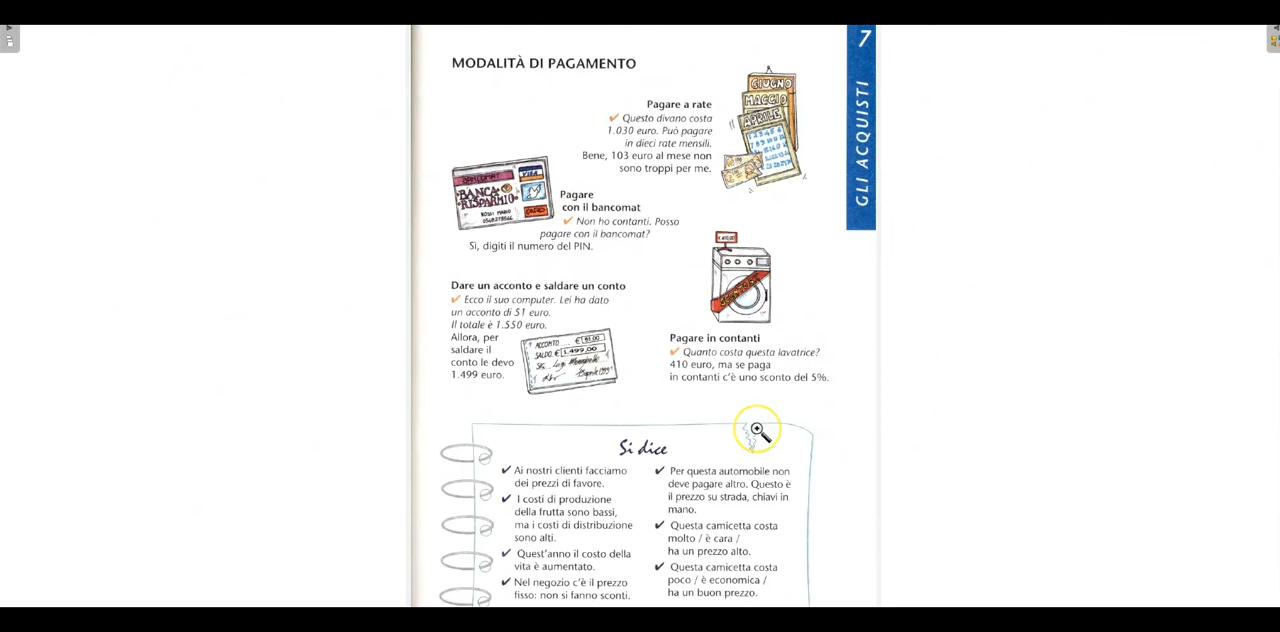 7
GLI ACQUISTI
MODALITÀ DI PAGAMENTO
GIUGNO
MAGGIO
APRILE
Pagare a rate
✔ Questo divano costa
1.030 euro. Può pagare
in dieci rate mensili.
Bene, 103 euro al mese non
sono troppi per me.
BANCOMAT
VISA
BANCA
RISPARMIO
ROSSI MARIO
Pagare
con il bancomat
✔ Non ho contanti. Posso
pagare con il bancomat?
Sì, digiti il numero del PIN.
Dare un acconto e saldare un conto
✔ Ecco il suo computer. Lei ha dato
un acconto di 51 euro.
Il totale è 1.550 euro.
Allora, per
saldare il
conto le devo
1.499 euro.
ACCONTO
SALDO € 1.499,00
Pagare in contanti
✔ Quanto costa questa lavatrice?
410 euro, ma se paga
in contanti c'è uno sconto del 5%.
Si dice
✔ Ai nostri clienti facciamo
dei prezzi di favore.
✔ I costi di produzione
della frutta sono bassi,
ma i costi di distribuzione
sono alti.
✔ Quest'anno il costo della
vita è aumentato.
✔ Nel negozio c'è il prezzo
fisso: non si fanno sconti.
✔ Per questa automobile non
deve pagare altro. Questo è
il prezzo su strada, chiavi in
mano.
✔ Questa camicetta costa
molto / è cara /
ha un prezzo alto.
✔ Questa camicetta costa
poco / è economica /
ha un buon prezzo.